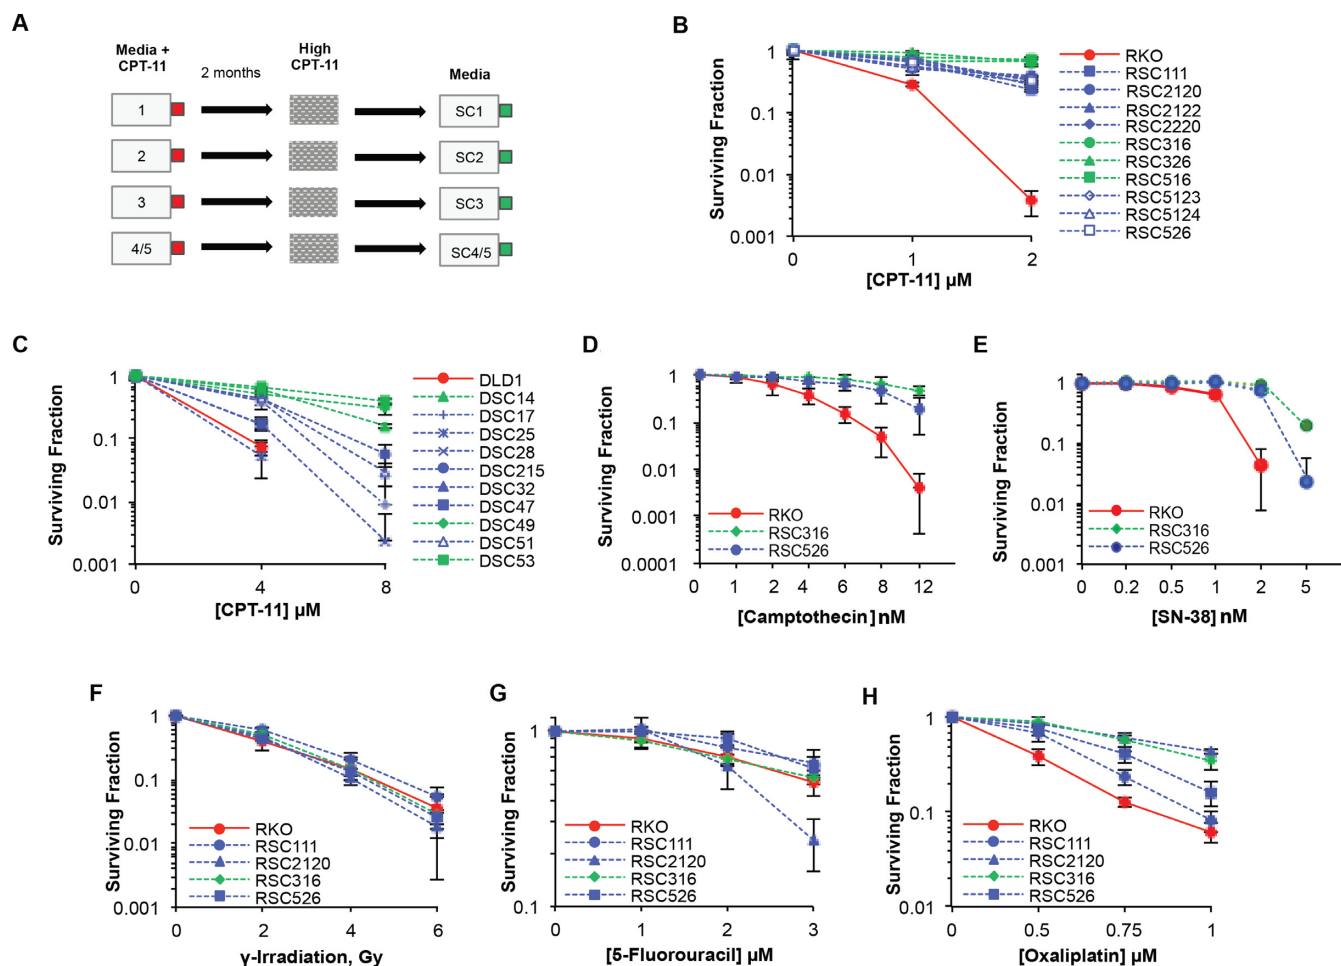 A
Media +
CPT-11
2 months
High
CPT-11
Media
1
SC1
2
SC2
3
SC3
4/5
SC4/5
B
Surviving Fraction
1
0.1
0.01
0.001
0
1
2
[CPT-11] µM
RKO
RSC111
RSC2120
RSC2122
RSC2220
RSC316
RSC326
RSC516
RSC5123
RSC5124
RSC526
C
Surviving Fraction
1
0.1
0.01
0.001
0
4
8
[CPT-11] µM
DLD1
DSC14
DSC17
DSC25
DSC28
DSC215
DSC32
DSC47
DSC49
DSC51
DSC53
D
Surviving Fraction
1
0.1
0.01
0.001
0.0001
0
1
2
4
6
8
12
[Camptothecin]nM
RKO
RSC316
RSC526
E
Surviving Fraction
1
0.1
0.01
0.001
0
0.2
0.5
1
2
5
[SN-38] nM
RKO
RSC316
RSC526
F
Surviving Fraction
1
0.1
0.01
0.001
0
2
4
6
γ-Irradiation, Gy
RKO
RSC111
RSC2120
RSC316
RSC526
G
Surviving Fraction
1
0.1
0
1
2
3
[5-Fluorouracil] µM
RKO
RSC111
RSC2120
RSC316
RSC526
H
Surviving Fraction
1
0.1
0.01
0
0.5
0.75
1
[Oxaliplatin] µM
RKO
RSC111
RSC2120
RSC316
RSC526